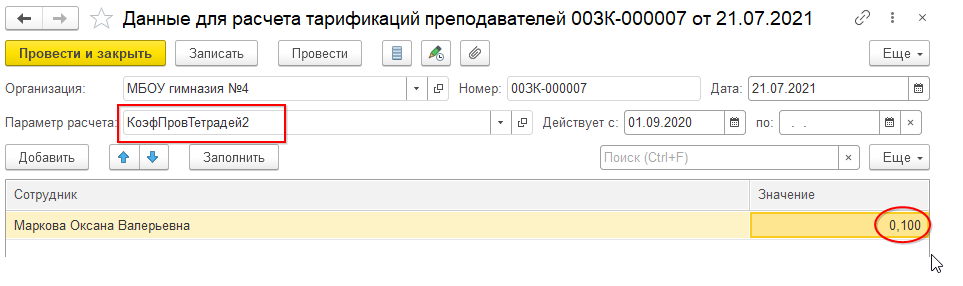 Данные для расчета тарификаций преподавателей 00ЗК-000007 от 21.07.2021
Провести и закрыть Записать Провести Еще
Организация: МБОУ гимназия №4 Номер: 00ЗК-000007 Дата: 21.07.2021
Параметр расчета: КоэфПровТетрадей2 Действует с: 01.09.2020 по: . .
Добавить Заполнить Поиск (Ctrl+F) × Еще
Сотрудник Значение
Маркова Оксана Валерьевна 0,100